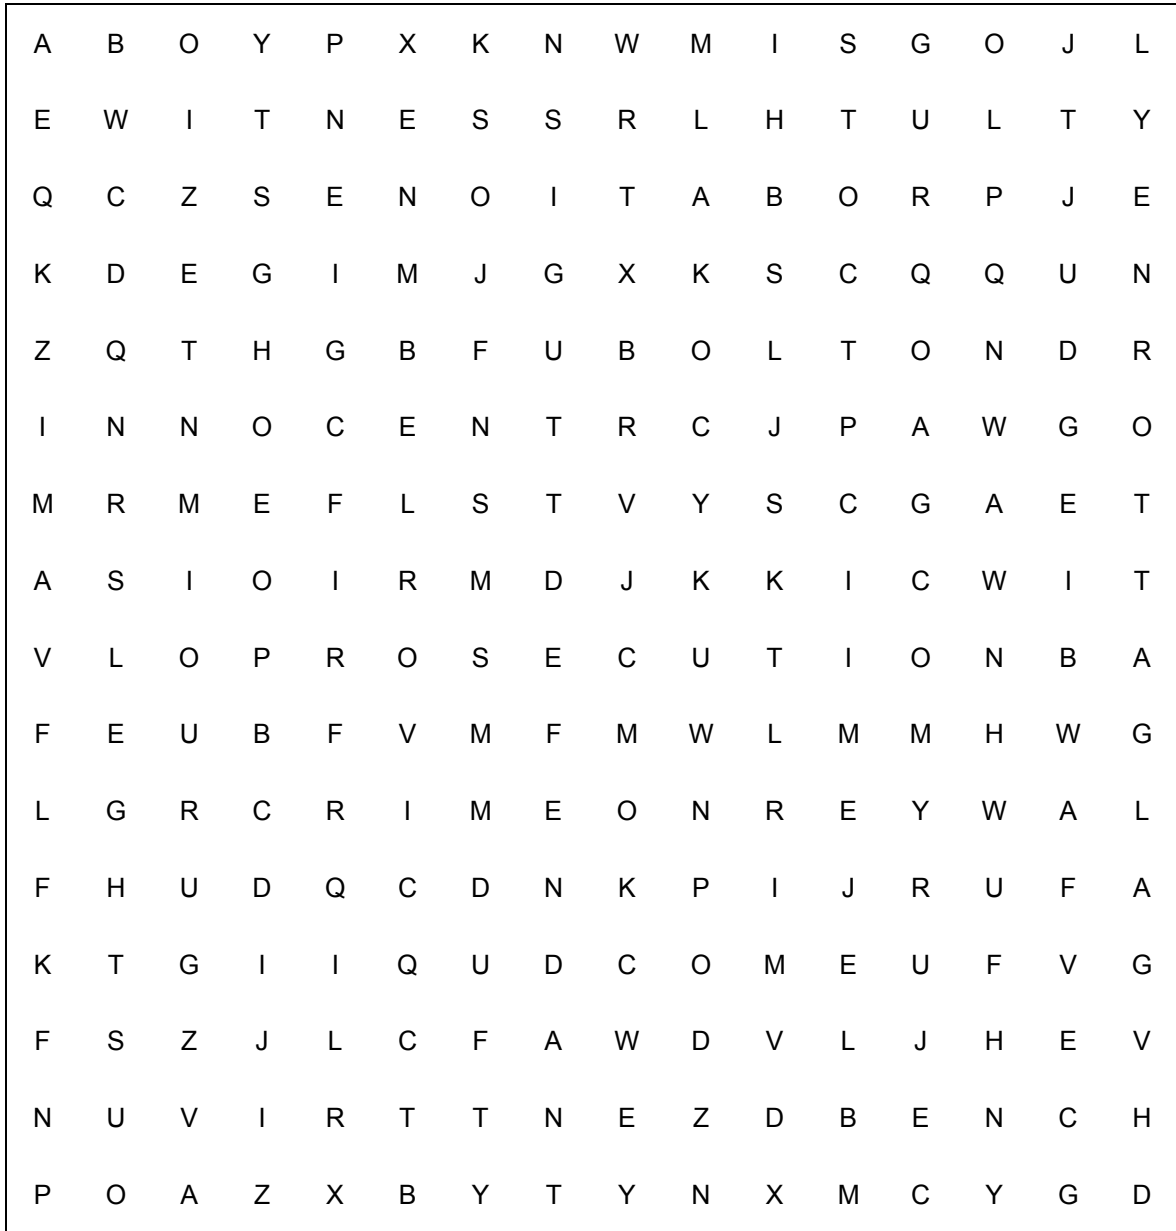 A B O Y P X K N W M I S G O J L
E W I T N E S S R L H T U L T Y
Q C Z S E N O I T A B O R P J E
K D E G I M J G X K S C Q Q U N
Z Q T H G B F U B O L T O N D R
I N N O C E N T R C J P A W G O
M R M E F L S T V Y S C G A E T
A S I O I R M D J K K I C W I T
V L O P R O S E C U T I O N B A
F E U B F V M F M W L M M H W G
L G R C R I M E O N R E Y W A L
F H U D Q C D N K P I J R U F A
K T G I I Q U D C O M E U F V G
F S Z J L C F A W D V L J H E V
N U V I R T T N E Z D B E N C H
P O A Z X B Y T Y N X M C Y G D